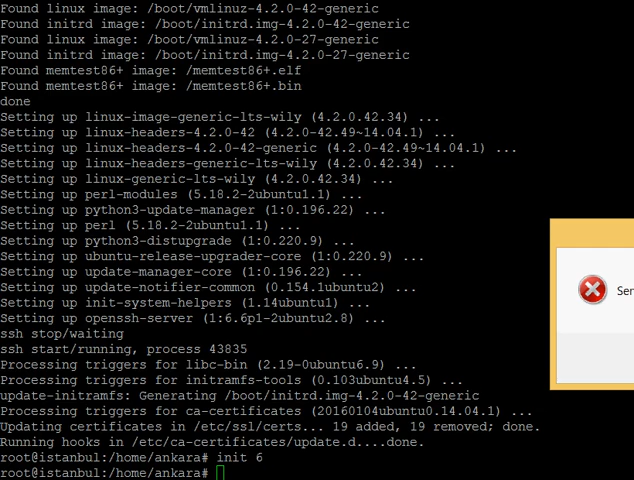 Found linux image: /boot/vmlinuz-4.2.0-42-generic
Found initrd image: /boot/initrd.img-4.2.0-42-generic
Found linux image: /boot/vmlinuz-4.2.0-27-generic
Found initrd image: /boot/initrd.img-4.2.0-27-generic
Found memtest86+ image: /memtest86+.elf
Found memtest86+ image: /memtest86+.bin
done
Setting up linux-image-generic-lts-wily (4.2.0.42.34) ...
Setting up linux-headers-4.2.0-42 (4.2.0-42.49~14.04.1) ...
Setting up linux-headers-4.2.0-42-generic (4.2.0-42.49~14.04.1) ...
Setting up linux-headers-generic-lts-wily (4.2.0.42.34) ...
Setting up linux-generic-lts-wily (4.2.0.42.34) ...
Setting up perl-modules (5.18.2-2ubuntu1.1) ...
Setting up python3-update-manager (1:0.196.22) ...
Setting up perl (5.18.2-2ubuntu1.1) ...
Setting up python3-distupgrade (1:0.220.9) ...
Setting up ubuntu-release-upgrader-core (1:0.220.9) ...
Setting up update-manager-core (1:0.196.22) ...
Setting up update-notifier-common (0.154.1ubuntu2) ...
Setting up init-system-helpers (1.14ubuntu1) ...
Setting up openssh-server (1:6.6p1-2ubuntu2.8) ...
ssh stop/waiting
ssh start/running, process 43835
Processing triggers for libc-bin (2.19-0ubuntu6.9) ...
Processing triggers for initramfs-tools (0.103ubuntu4.5) ...
update-initramfs: Generating /boot/initrd.img-4.2.0-42-generic
Processing triggers for ca-certificates (20160104ubuntu0.14.04.1) ...
Updating certificates in /etc/ssl/certs... 19 added, 19 removed; done.
Running hooks in /etc/ca-certificates/update.d....done.
root@istanbul:/home/ankara# init 6
root@istanbul:/home/ankara#